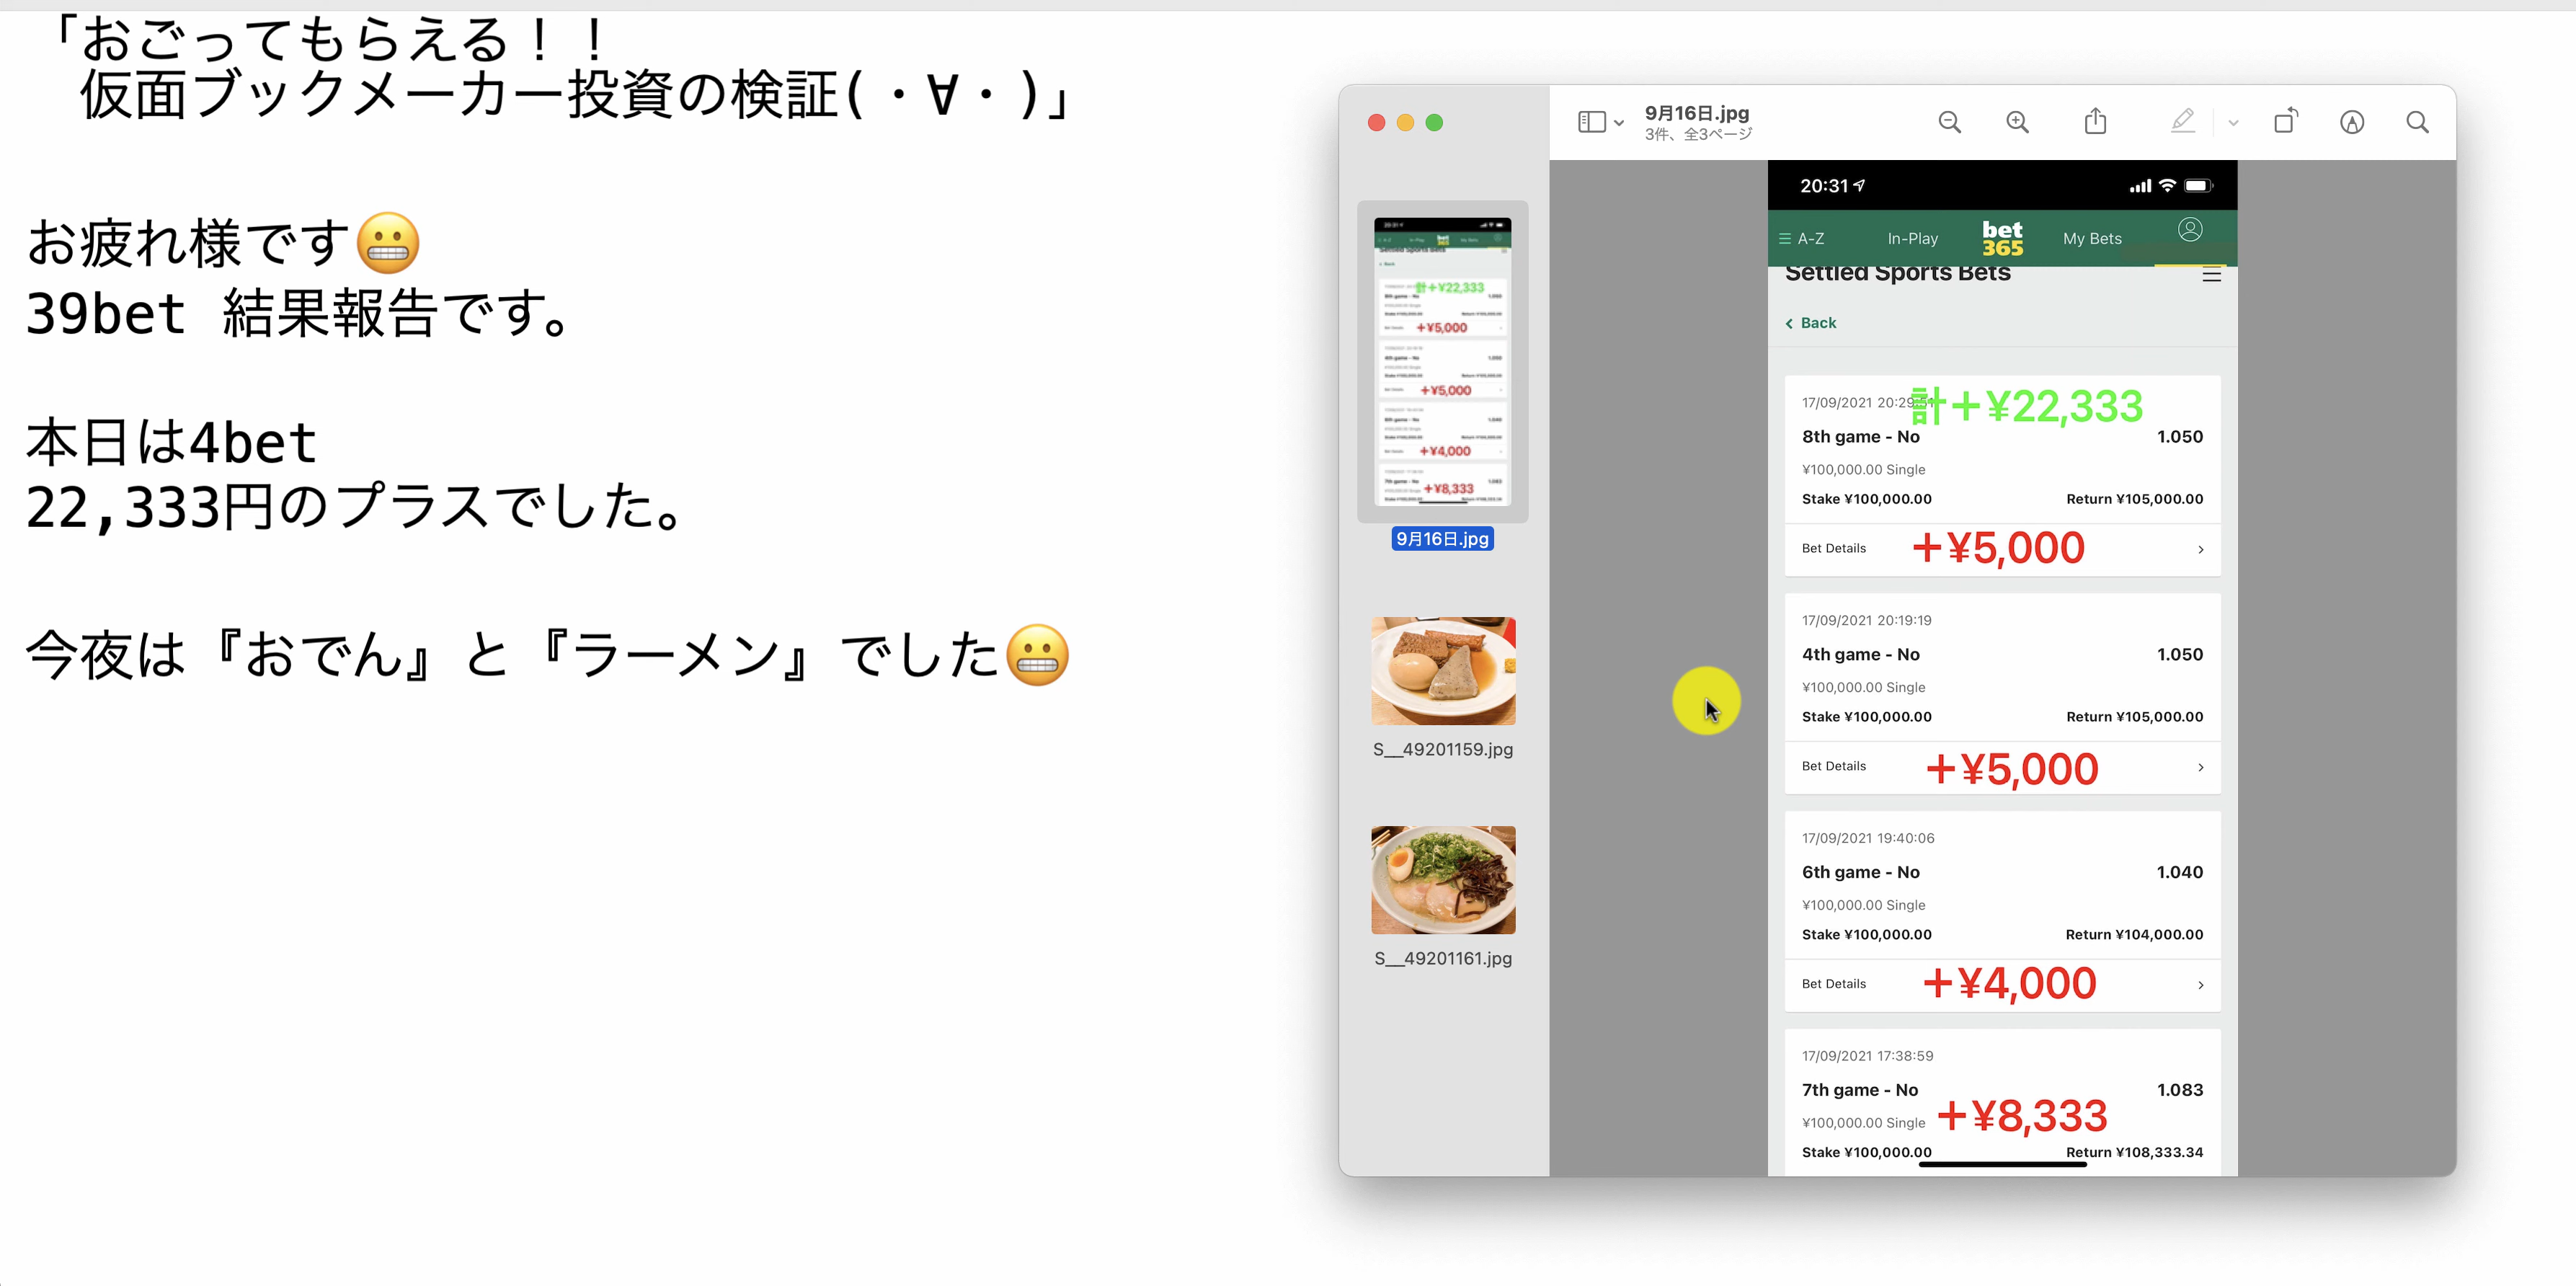 「おごってもらえる！！
仮面ブックメーカー投資の検証(・∀・)」
お疲れ様です😬
39bet 結果報告です。
本日は4bet
22,333円のプラスでした。
今夜は『おでん』と『ラーメン』でした😬
9月16日.jpg
S__49201159.jpg
S__49201161.jpg
9月16日.jpg
3件、全3ページ
20:31
A-Z In-Play bet365 My Bets
Settled Sports Bets
Back
17/09/2021 20:29
計+¥22,333
8th game - No 1.050
¥100,000.00 Single
Stake ¥100,000.00 Return ¥105,000.00
Bet Details +¥5,000
17/09/2021 20:19:19
4th game - No 1.050
¥100,000.00 Single
Stake ¥100,000.00 Return ¥105,000.00
Bet Details +¥5,000
17/09/2021 19:40:06
6th game - No 1.040
¥100,000.00 Single
Stake ¥100,000.00 Return ¥104,000.00
Bet Details +¥4,000
17/09/2021 17:38:59
7th game - No 1.083
¥100,000.00 Single +¥8,333
Stake ¥100,000.00 Return ¥108,333.34